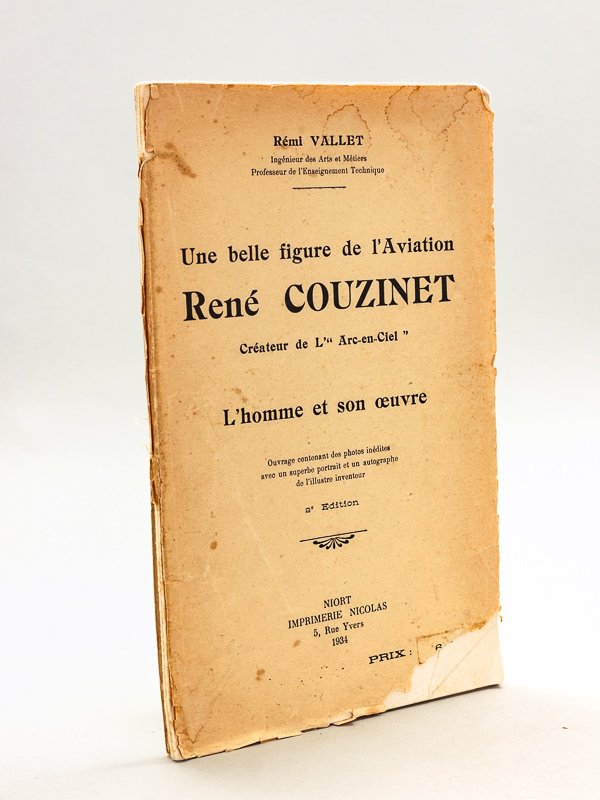 Rémi VALLET
Ingénieur des Arts et Métiers
Professeur de l'Enseignement Technique
Une belle figure de l'Aviation
René COUZINET
Créateur de L'“ Arc-en-Ciel ”
L'homme et son œuvre
Ouvrage contenant des photos inédites
avec un superbe portrait et un autographe
de l'illustre inventeur
2e Edition
NIORT
IMPRIMERIE NICOLAS
5, Rue Yvers
1934
PRIX :